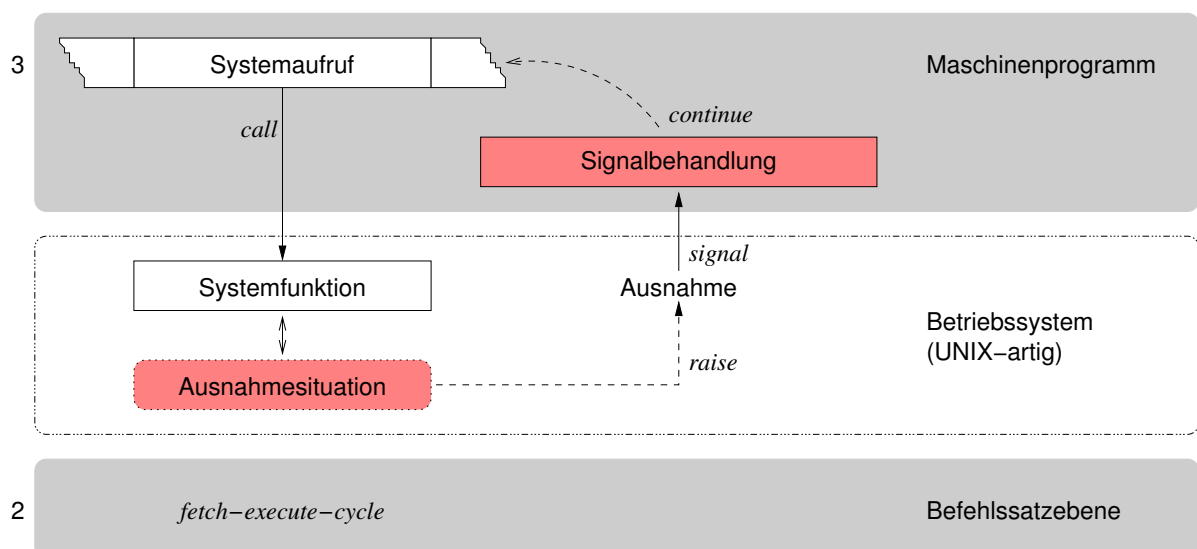 3
Systemaufruf
Maschinenprogramm
continue
call
Signalbehandlung
signal
Systemfunktion
Ausnahme
Betriebssystem
(UNIX−artig)
raise
Ausnahmesituation
2
fetch−execute−cycle
Befehlssatzebene